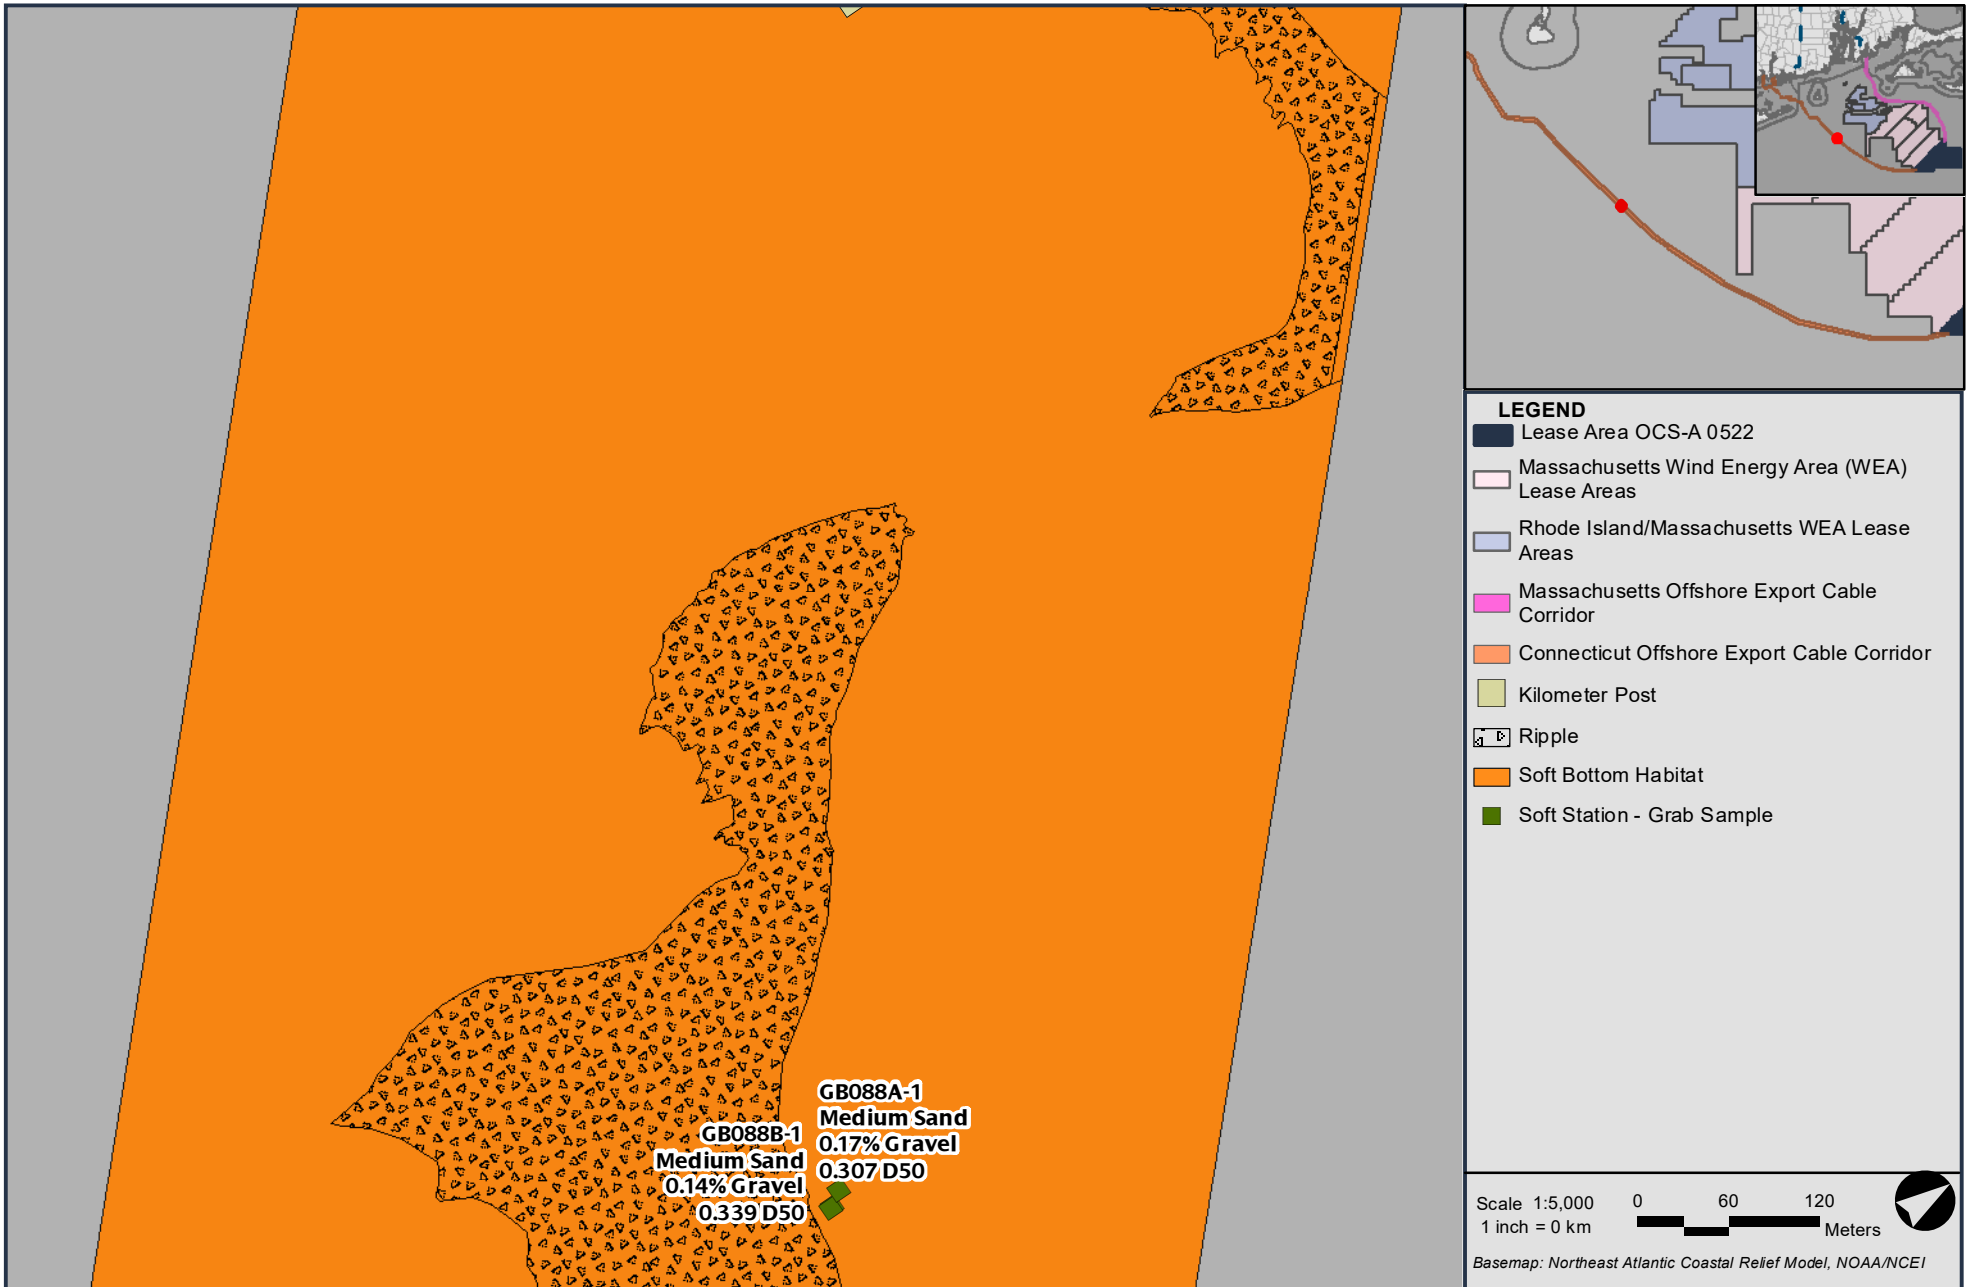 GB088A-1
Medium Sand
0.17% Gravel
0.307 D50
GB088B-1
Medium Sand
0.14% Gravel
0.339 D50
LEGEND
Lease Area OCS-A 0522
Massachusetts Wind Energy Area (WEA)
Lease Areas
Rhode Island/Massachusetts WEA Lease
Areas
Massachusetts Offshore Export Cable
Corridor
Connecticut Offshore Export Cable Corridor
Kilometer Post
Ripple
Soft Bottom Habitat
Soft Station - Grab Sample
Scale 1:5,000
1 inch = 0 km
0 60 120
Meters
Basemap: Northeast Atlantic Coastal Relief Model, NOAA/NCEI